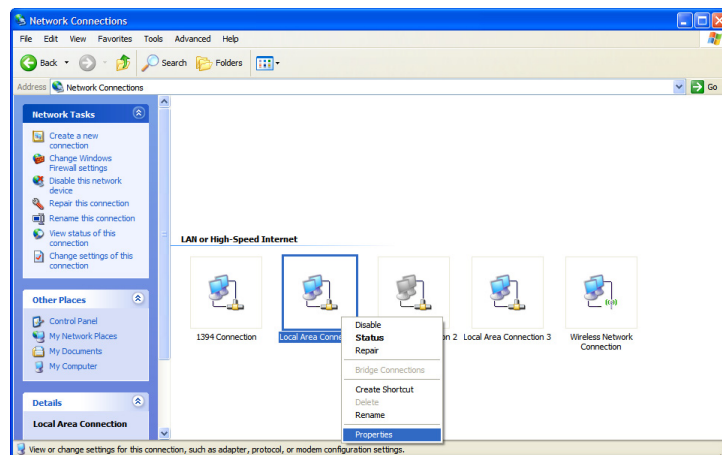 Network Connections
File Edit View Favorites Tools Advanced Help
Back Search Folders
Address Network Connections Go
Network Tasks
Create a new
connection
Change Windows
Firewall settings
Disable this network
device
Repair this connection
Rename this connection
View status of this
connection
Change settings of this
connection
Other Places
Control Panel
My Network Places
My Documents
My Computer
Details
Local Area Connection
LAN or High-Speed Internet
1394 Connection
Local Area Conne
n 2
Local Area Connection 3
Wireless Network
Connection
Disable
Status
Repair
Bridge Connections
Create Shortcut
Delete
Rename
Properties
View or change settings for this connection, such as adapter, protocol, or modem configuration settings.